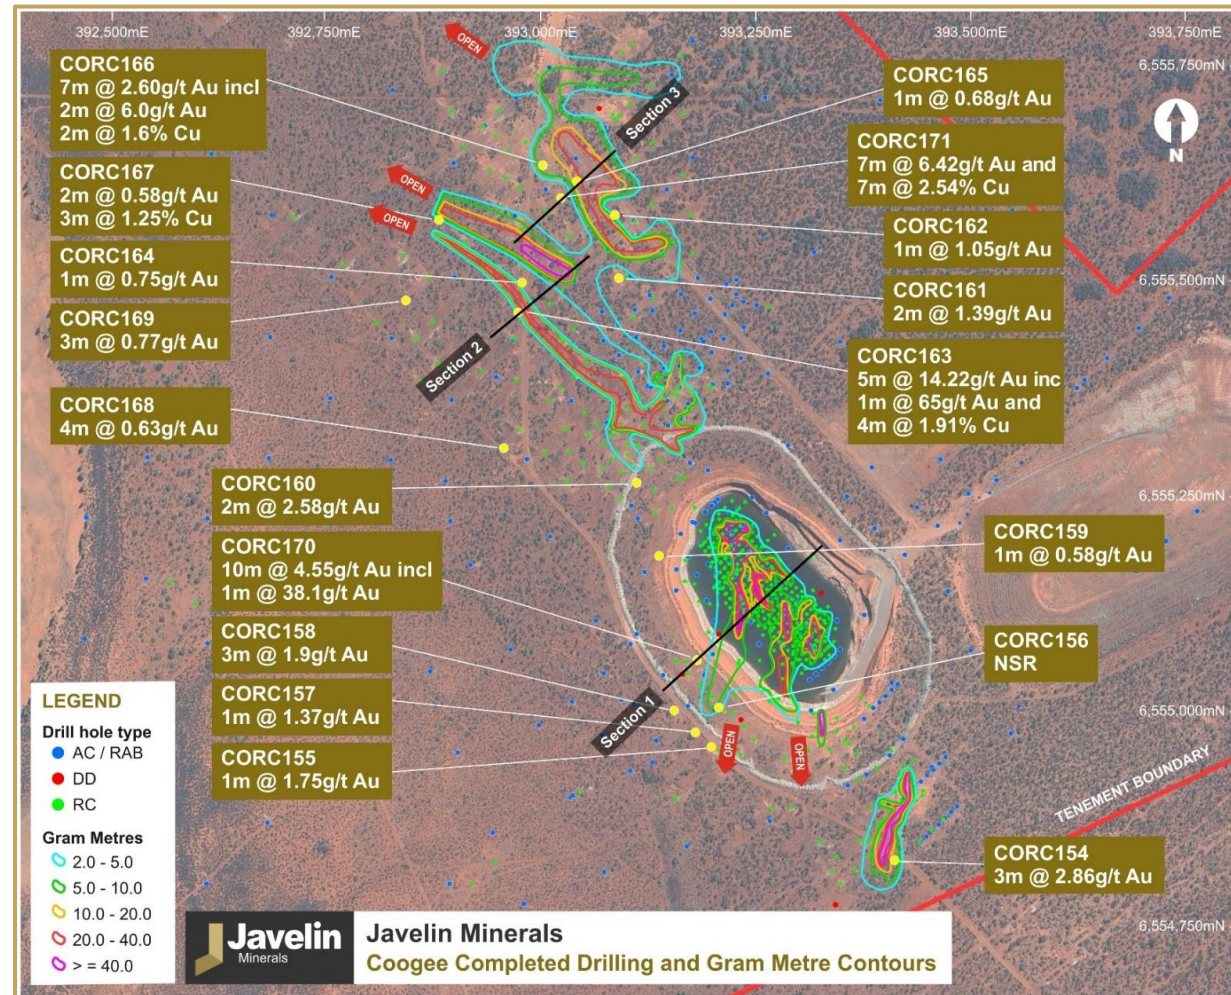 392,500mE
392,750mE
393,000mE
393,250mE
393,500mE
393,750mE
6,555,750mN
6,555,500mN
6,555,250mN
6,555,000mN
6,554,750mN
N
OPEN
OPEN
OPEN
OPEN
OPEN
Section 3
Section 2
Section 1
CORC166
7m @ 2.60g/t Au incl
2m @ 6.0g/t Au
2m @ 1.6% Cu
CORC167
2m @ 0.58g/t Au
3m @ 1.25% Cu
CORC164
1m @ 0.75g/t Au
CORC169
3m @ 0.77g/t Au
CORC168
4m @ 0.63g/t Au
CORC160
2m @ 2.58g/t Au
CORC170
10m @ 4.55g/t Au incl
1m @ 38.1g/t Au
CORC158
3m @ 1.9g/t Au
CORC157
1m @ 1.37g/t Au
CORC155
1m @ 1.75g/t Au
CORC165
1m @ 0.68g/t Au
CORC171
7m @ 6.42g/t Au and
7m @ 2.54% Cu
CORC162
1m @ 1.05g/t Au
CORC161
2m @ 1.39g/t Au
CORC163
5m @ 14.22g/t Au inc
1m @ 65g/t Au and
4m @ 1.91% Cu
CORC159
1m @ 0.58g/t Au
CORC156
NSR
TENEMENT BOUNDARY
CORC154
3m @ 2.86g/t Au
LEGEND
Drill hole type
AC / RAB
DD
RC
Gram Metres
2.0 - 5.0
5.0 - 10.0
10.0 - 20.0
20.0 - 40.0
> = 40.0
Javelin
Minerals
Javelin Minerals
Coogee Completed Drilling and Gram Metre Contours